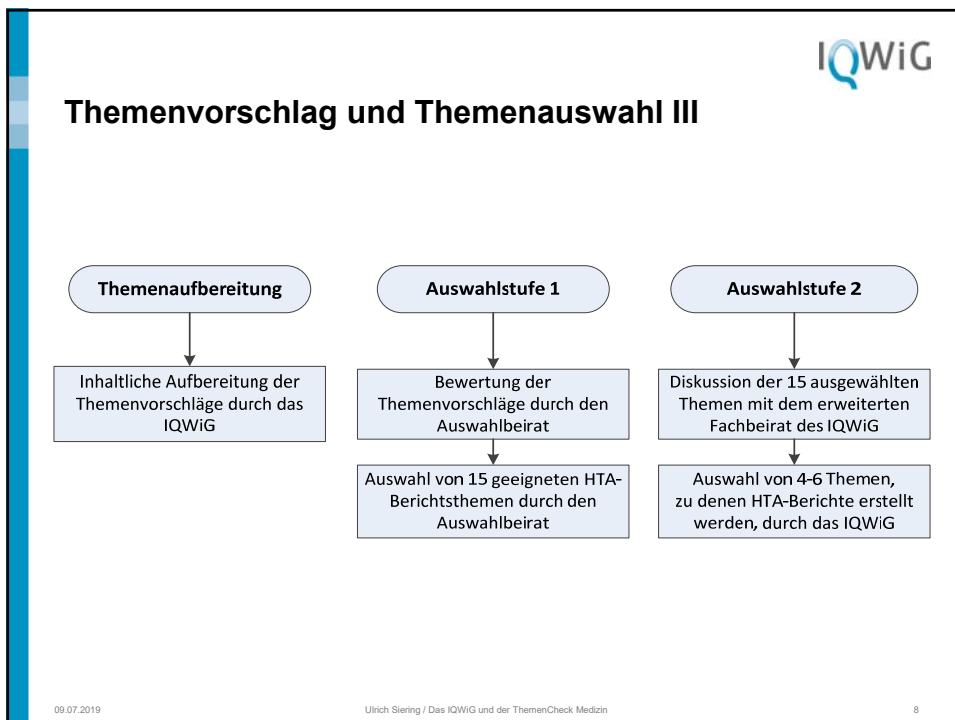 IQWiG
Themenvorschlag und Themenauswahl III
Themenaufbereitung
Inhaltliche Aufbereitung der
Themenvorschläge durch das
IQWiG
Auswahlstufe 1
Bewertung der
Themenvorschläge durch den
Auswahlbeirat
Auswahl von 15 geeigneten HTA-
Berichtsthemen durch den
Auswahlbeirat
Auswahlstufe 2
Diskussion der 15 ausgewählten
Themen mit dem erweiterten
Fachbeirat des IQWiG
Auswahl von 4-6 Themen,
zu denen HTA-Berichte erstellt
werden, durch das IQWiG
09.07.2019
Ulrich Siering / Das IQWiG und der ThemenCheck Medizin
8